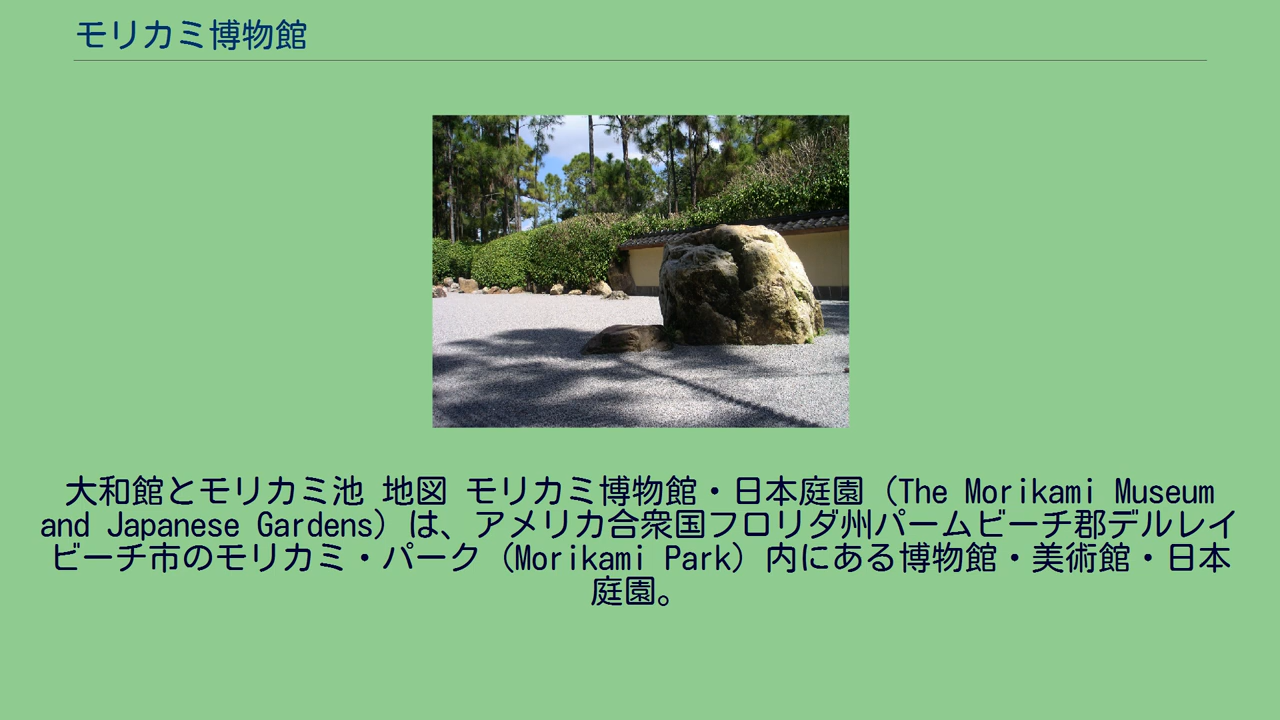 モリカミ博物館
大和館とモリカミ池 地図 モリカミ博物館・日本庭園（The Morikami Museum
and Japanese Gardens）は、アメリカ合衆国フロリダ州パームビーチ郡デルレイ
ビーチ市のモリカミ・パーク（Morikami Park）内にある博物館・美術館・日本
庭園。